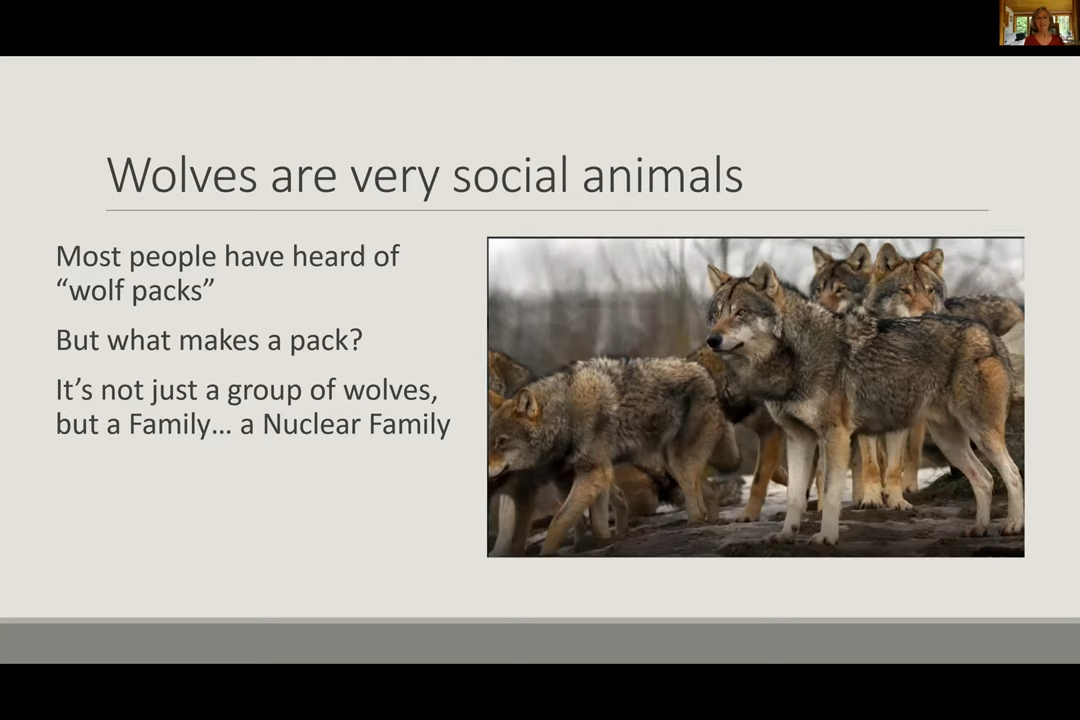 Wolves are very social animals
Most people have heard of
“wolf packs”
But what makes a pack?
It’s not just a group of wolves,
but a Family… a Nuclear Family